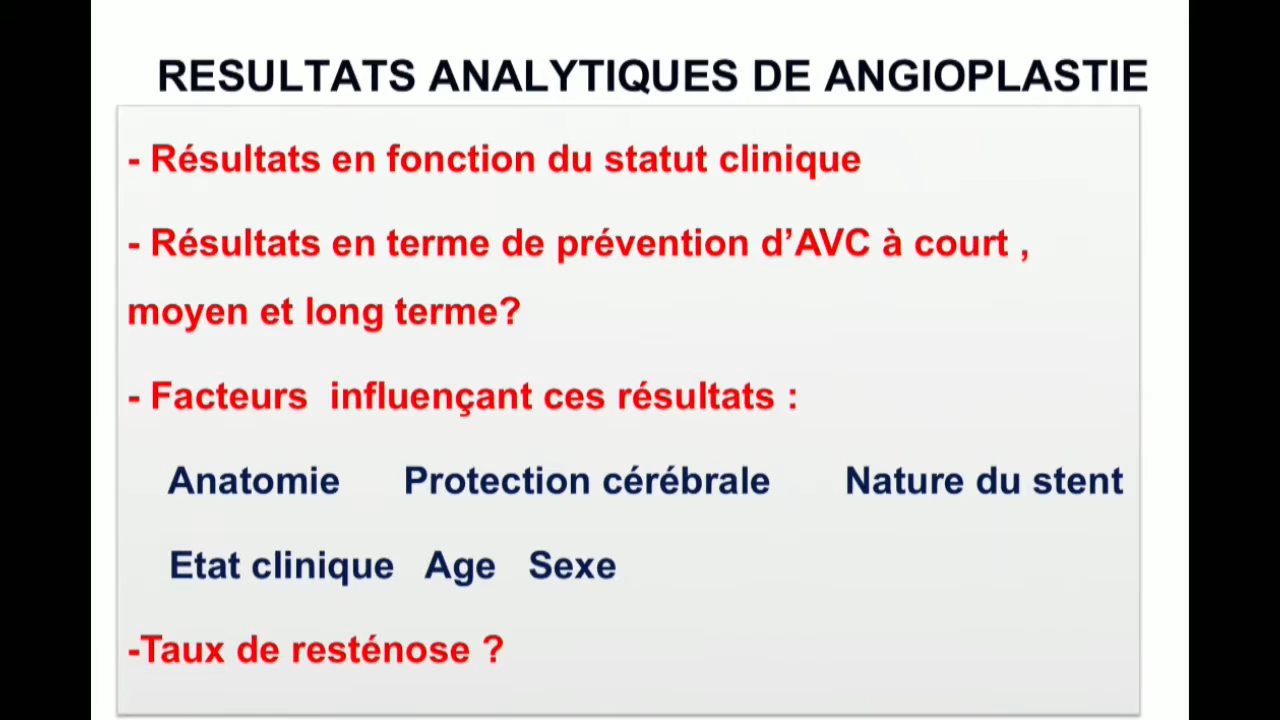 RESULTATS ANALYTIQUES DE ANGIOPLASTIE
- Résultats en fonction du statut clinique
- Résultats en terme de prévention d’AVC à court ,
moyen et long terme?
- Facteurs influençant ces résultats :
Anatomie Protection cérébrale Nature du stent
Etat clinique Age Sexe
-Taux de resténose ?